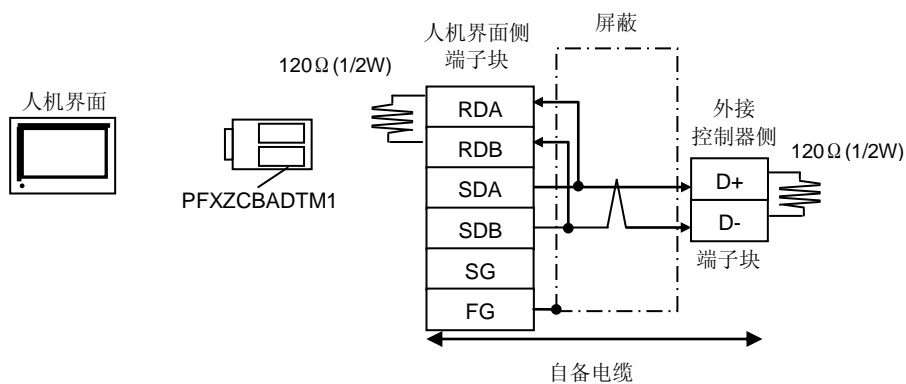 人机界面
PFXZCBADTM1
120Ω(1/2W)
人机界面侧
端子块
RDA
RDB
SDA
SDB
SG
FG
屏蔽
外接
控制器侧
D+
D-
端子块
120Ω(1/2W)
自备电缆